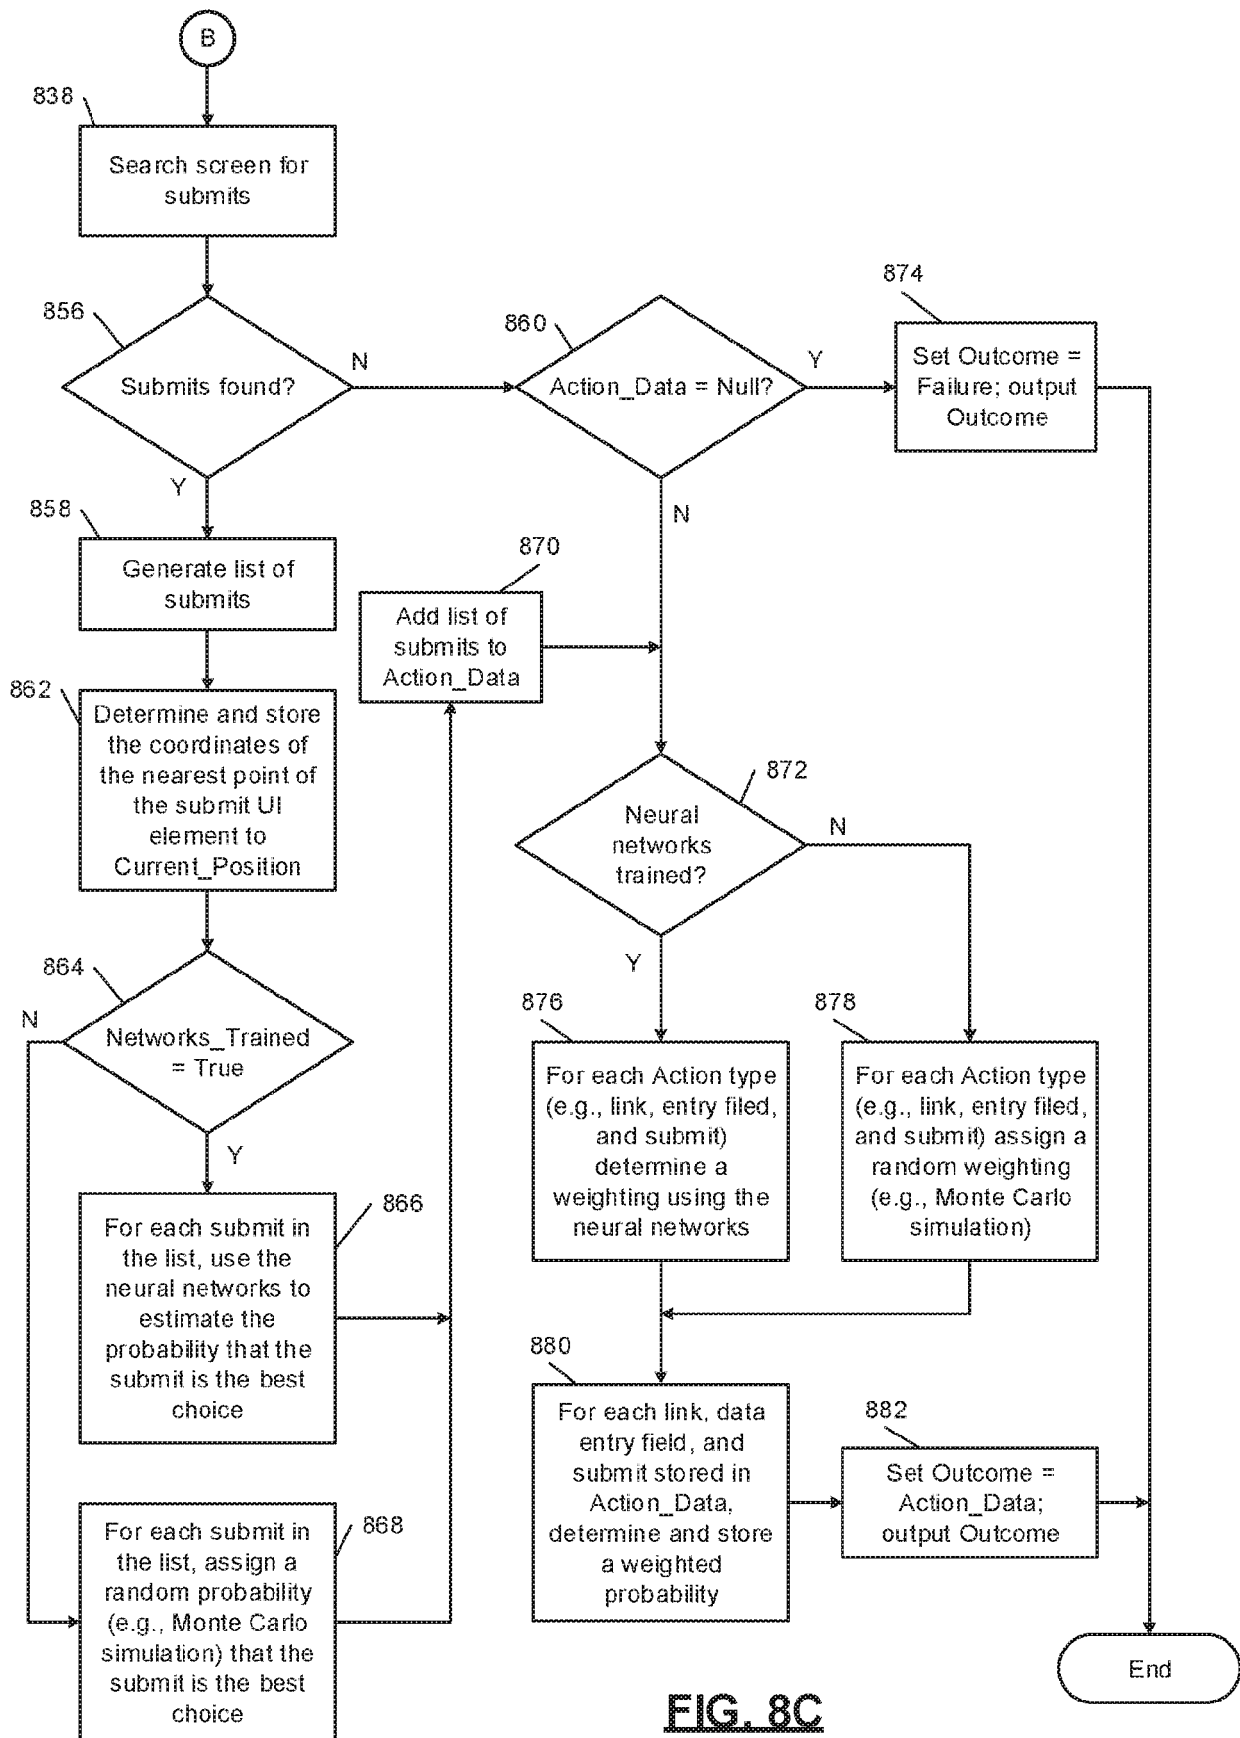 B
838
Search screen for
submits
856
Submits found?
N
Y
860
Action_Data = Null?
Y
N
874
Set Outcome =
Failure; output
Outcome
858
Generate list of
submits
870
Add list of
submits to
Action_Data
862
Determine and store
the coordinates of
the nearest point of
the submit UI
element to
Current_Position
872
Neural
networks
trained?
N
Y
864
Networks_Trained
= True
N
Y
876
For each Action type
(e.g., link, entry filed,
and submit)
determine a
weighting using the
neural networks
878
For each Action type
(e.g., link, entry filed,
and submit) assign a
random weighting
(e.g., Monte Carlo
simulation)
866
For each submit in
the list, use the
neural networks to
estimate the
probability that the
submit is the best
choice
880
For each link, data
entry field, and
submit stored in
Action_Data,
determine and store
a weighted
probability
882
Set Outcome =
Action_Data;
output Outcome
868
For each submit in
the list, assign a
random probability
(e.g., Monte Carlo
simulation) that the
submit is the best
choice
End
FIG. 8C